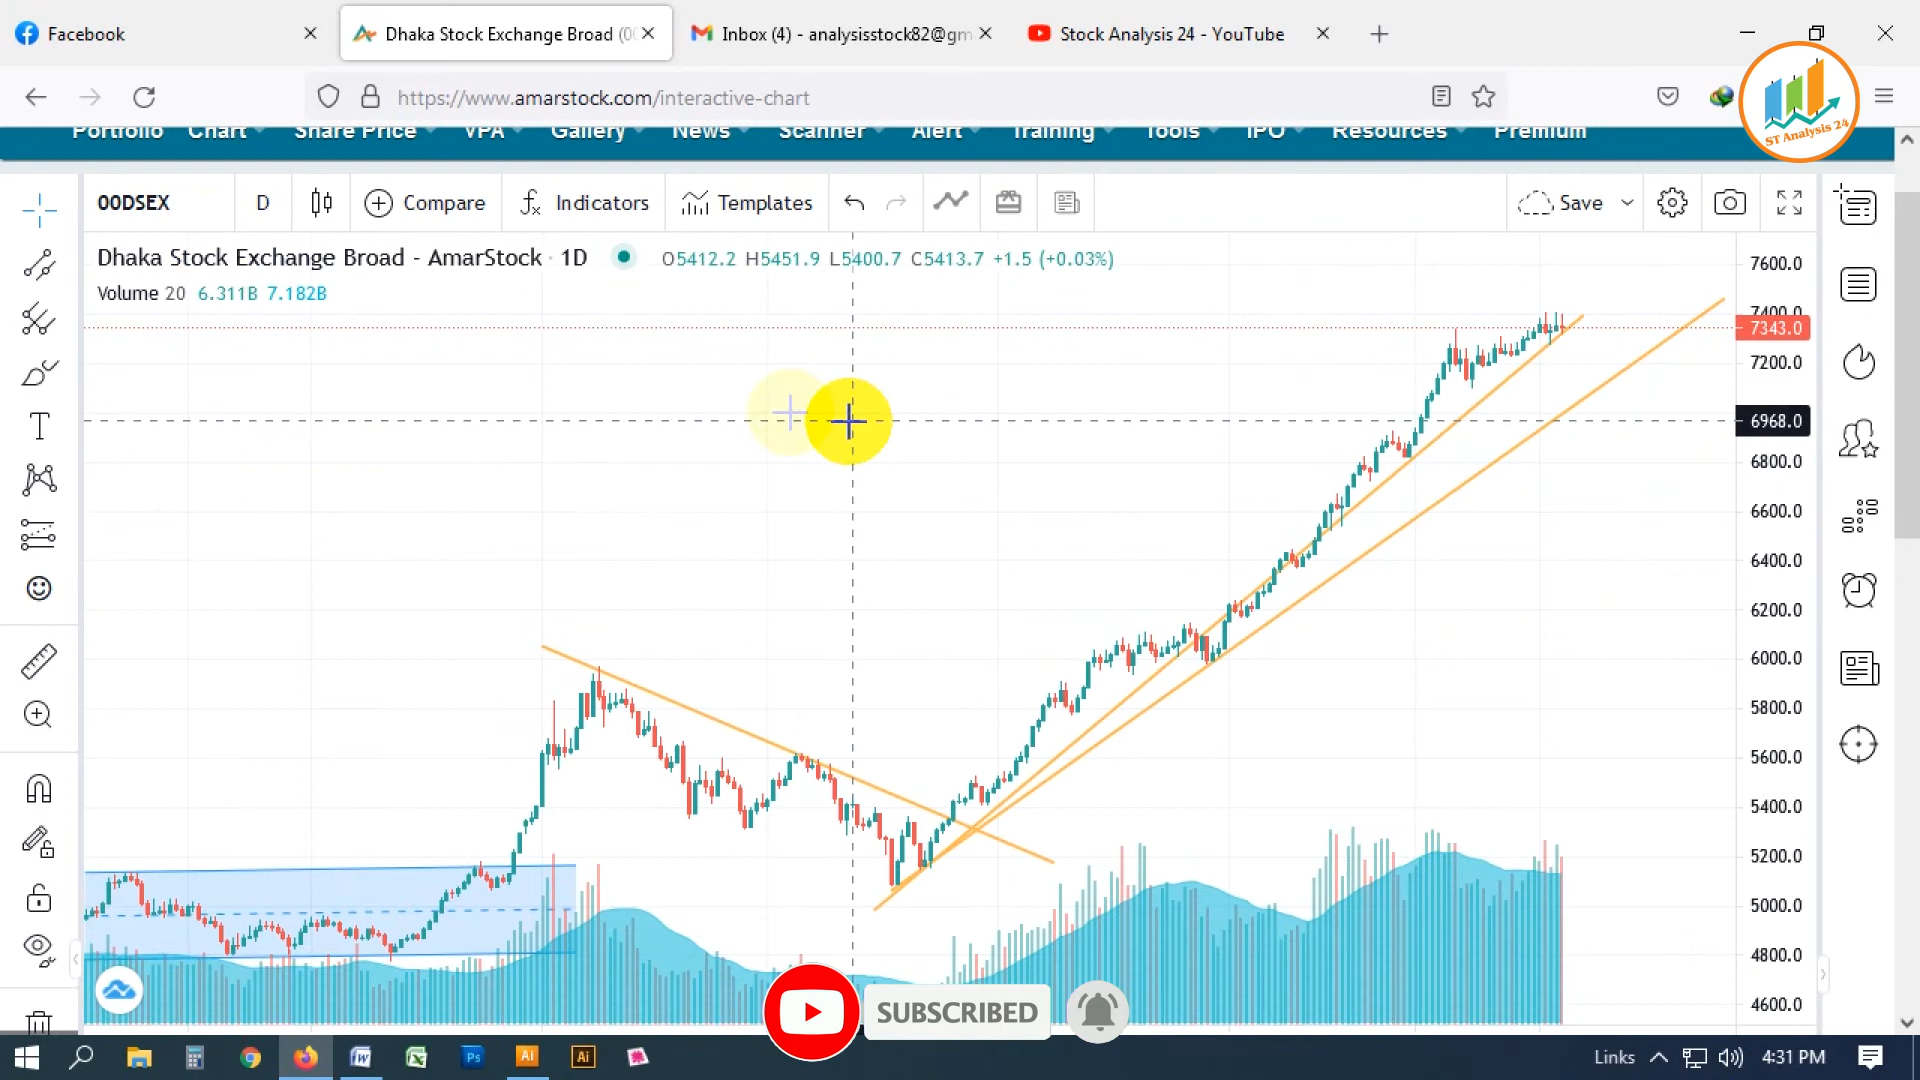 Facebook
Dhaka Stock Exchange Broad (00
Inbox (4) - analysisstock82@gm
Stock Analysis 24 - YouTube
https://www.amarstock.com/interactive-chart
ST Analysis 24
Portfolio Chart Share Price VPA Gallery News Scanner Alert Training Tools IPO Resources Premium
00DSEX D Compare Indicators Templates Save
Dhaka Stock Exchange Broad - AmarStock · 1D O5412.2 H5451.9 L5400.7 C5413.7 +1.5 (+0.03%)
Volume 20 6.311B 7.182B
7600.0
7400.0
7343.0
7200.0
6968.0
6800.0
6600.0
6400.0
6200.0
6000.0
5800.0
5600.0
5400.0
5200.0
5000.0
4800.0
4600.0
SUBSCRIBED
Ps Ai Ai
Links 4:31 PM